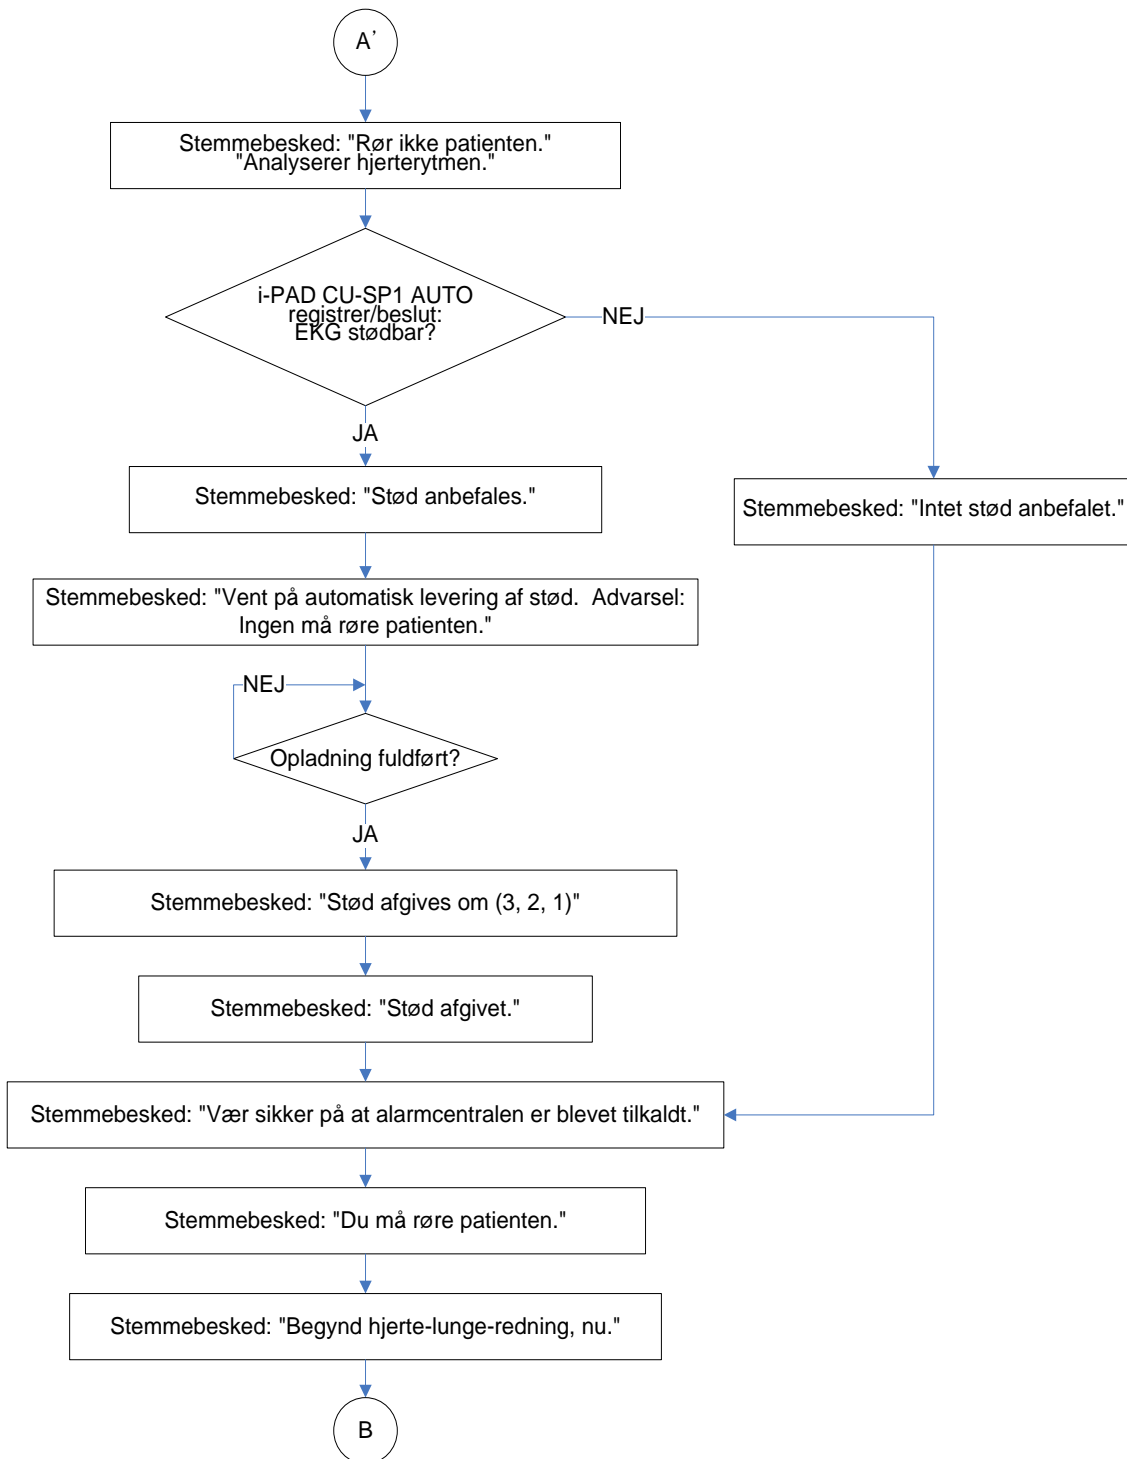 A'
Stemmebesked: "Rør ikke patienten."
"Analyserer hjerterytmen."
i-PAD CU-SP1 AUTO
registrer/beslut:
EKG stødbar?
NEJ
JA
Stemmebesked: "Stød anbefales."
Stemmebesked: "Intet stød anbefalet."
Stemmebesked: "Vent på automatisk levering af stød.  Advarsel:
Ingen må røre patienten."
NEJ
Opladning fuldført?
JA
Stemmebesked: "Stød afgives om (3, 2, 1)"
Stemmebesked: "Stød afgivet."
Stemmebesked: "Vær sikker på at alarmcentralen er blevet tilkaldt."
Stemmebesked: "Du må røre patienten."
Stemmebesked: "Begynd hjerte-lunge-redning, nu."
B